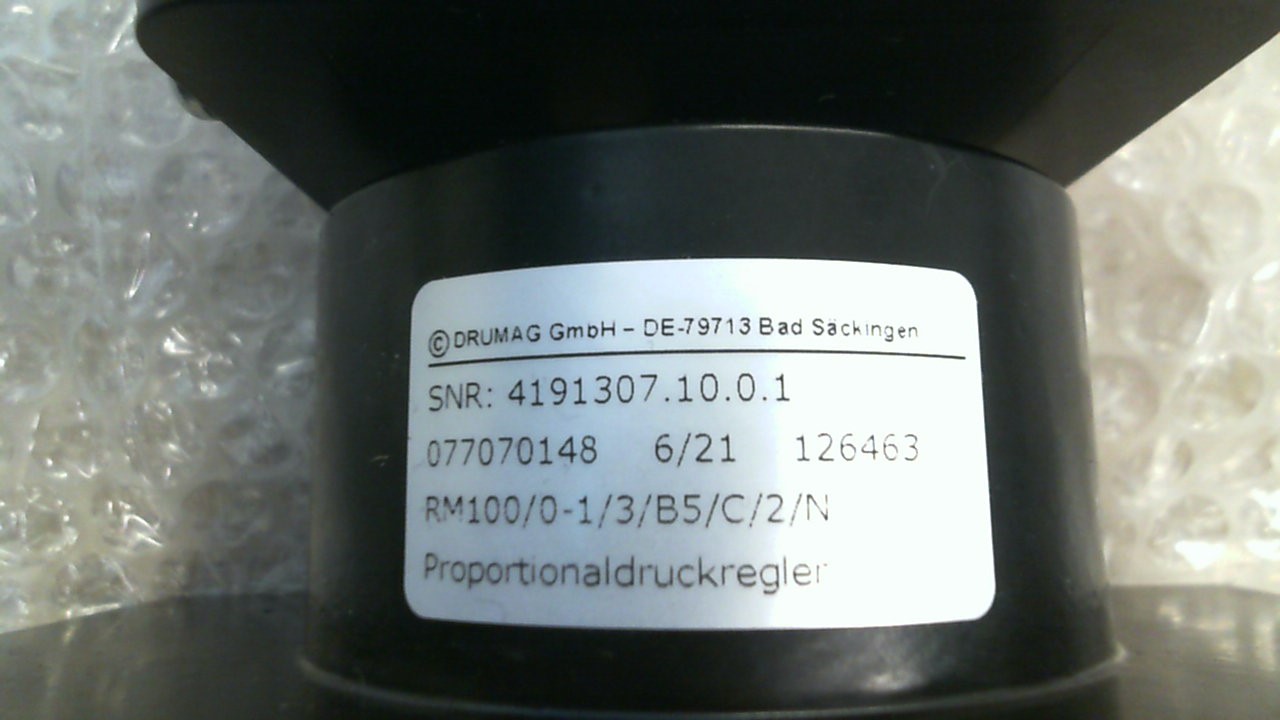 © DRUMAG GmbH – DE-79713 Bad Säckingen
SNR: 4191307.10.0.1
077070148 6/21 126463
RM100/0-1/3/B5/C/2/N
Proportionaldruckregler